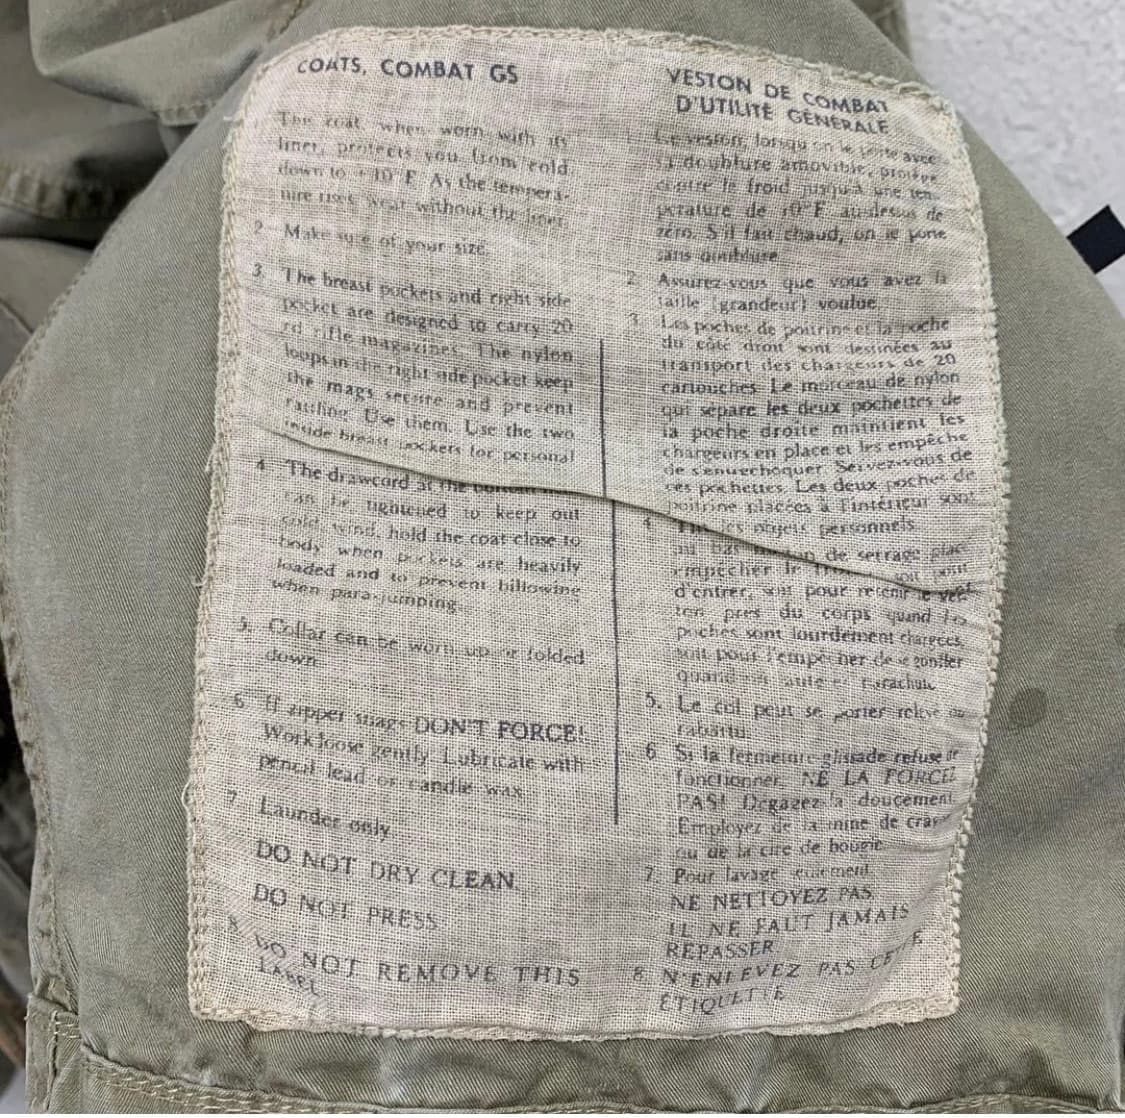 COATS, COMBAT GS
The coat, when worn with its
liner, protects you from cold
down to + 10°F. As the tempera-
ture rises wear without the liner.
2. Make sure of your size.
3. The breast pockets and right side
pocket are designed to carry 20
rd rifle magazines. The nylon
loops in the right side pocket keep
the mags secure and prevent
rattling. Use them. Use the two
inside breast pockets for personal
4. The drawcord at the bottom
can be tightened to keep out
cold wind, hold the coat close to
body when pockets are heavily
loaded and to prevent billowing
when para-jumping.
5. Collar can be worn up or folded
down.
6. If zipper snags DON'T FORCE!
Work loose gently. Lubricate with
pencil lead or candle wax.
7. Launder only.
DO NOT DRY CLEAN.
DO NOT PRESS
8. DO NOT REMOVE THIS
LABEL
VESTON DE COMBAT
D'UTILITÉ GÉNÉRALE
1. Le veston, lorsqu'on le porte avec
sa doublure amovible, protège
contre le froid jusqu'à une tem-
pérature de 10°F au-dessus de
zéro. S'il fait chaud, on le porte
sans doublure.
2. Assurez-vous que vous avez la
taille (grandeur) voulue.
3. Les poches de poitrine et la poche
du côté droit sont destinées au
transport des chargeurs de 20
cartouches. Le morceau de nylon
qui sépare les deux pochettes de
la poche droite maintient les
chargeurs en place et les empêche
de s'entrechoquer. Servez-vous de
ces pochettes. Les deux poches de
poitrine placées à l'intérieur sont
les objets personnels.
4.
au bas de serrage placé
empêcher le soit pour
d'entrer, soit pour retenir le ves-
ton près du corps quand les
poches sont lourdement chargées,
soit pour l'empêcher de se gonfler
quand on saute en parachute.
5. Le col peut se porter relevé ou
rabattu.
6. Si la fermeture glissade refuse de
fonctionner, NE LA FORCEZ
PAS! Dégagez-la doucement.
Employez de la mine de crayon
ou de la cire de bougie.
7. Pour lavage seulement.
NE NETTOYEZ PAS
IL NE FAUT JAMAIS
REPASSER
8. N'ENLEVEZ PAS CETTE
ÉTIQUETTE